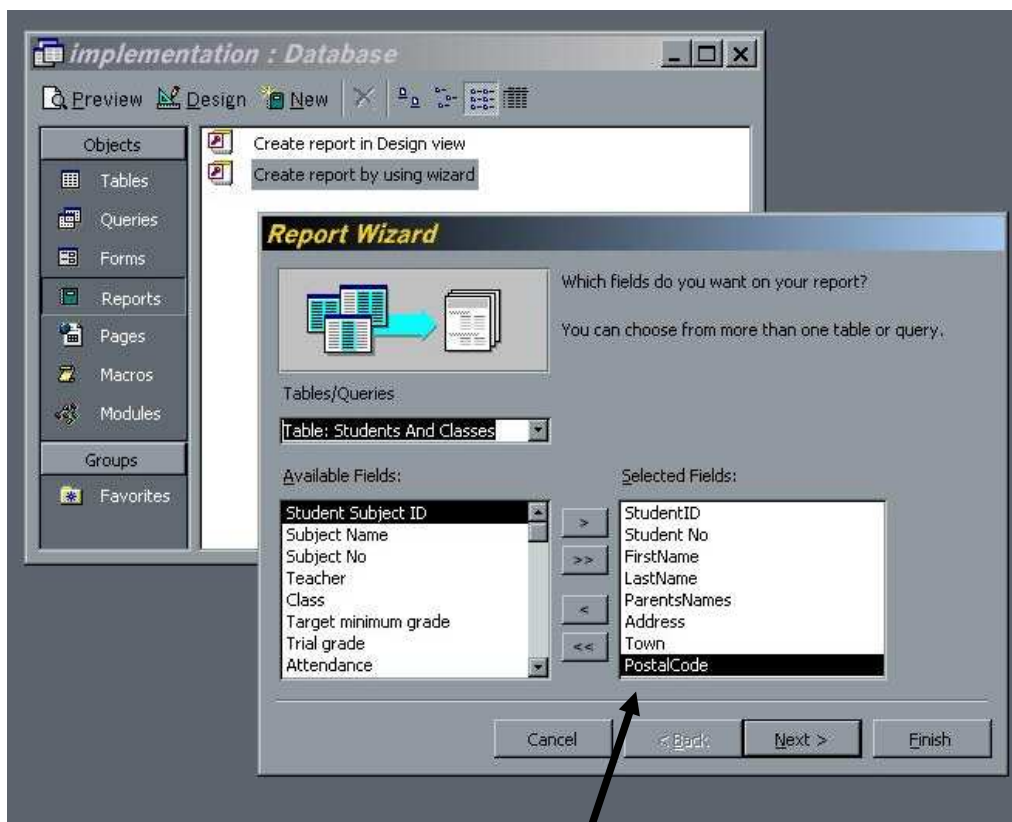 implementation : Database
Preview Design New
Objects
Tables
Queries
Forms
Reports
Pages
Macros
Modules
Groups
Favorites
Create report in Design view
Create report by using wizard
Report Wizard
Which fields do you want on your report?
You can choose from more than one table or query.
Tables/Queries
Table: Students And Classes
Available Fields:
Student Subject ID
Subject Name
Subject No
Teacher
Class
Target minimum grade
Trial grade
Attendance
>
>>
<
<<
Selected Fields:
StudentID
Student No
FirstName
LastName
ParentsNames
Address
Town
PostalCode
Cancel < Back Next > Finish